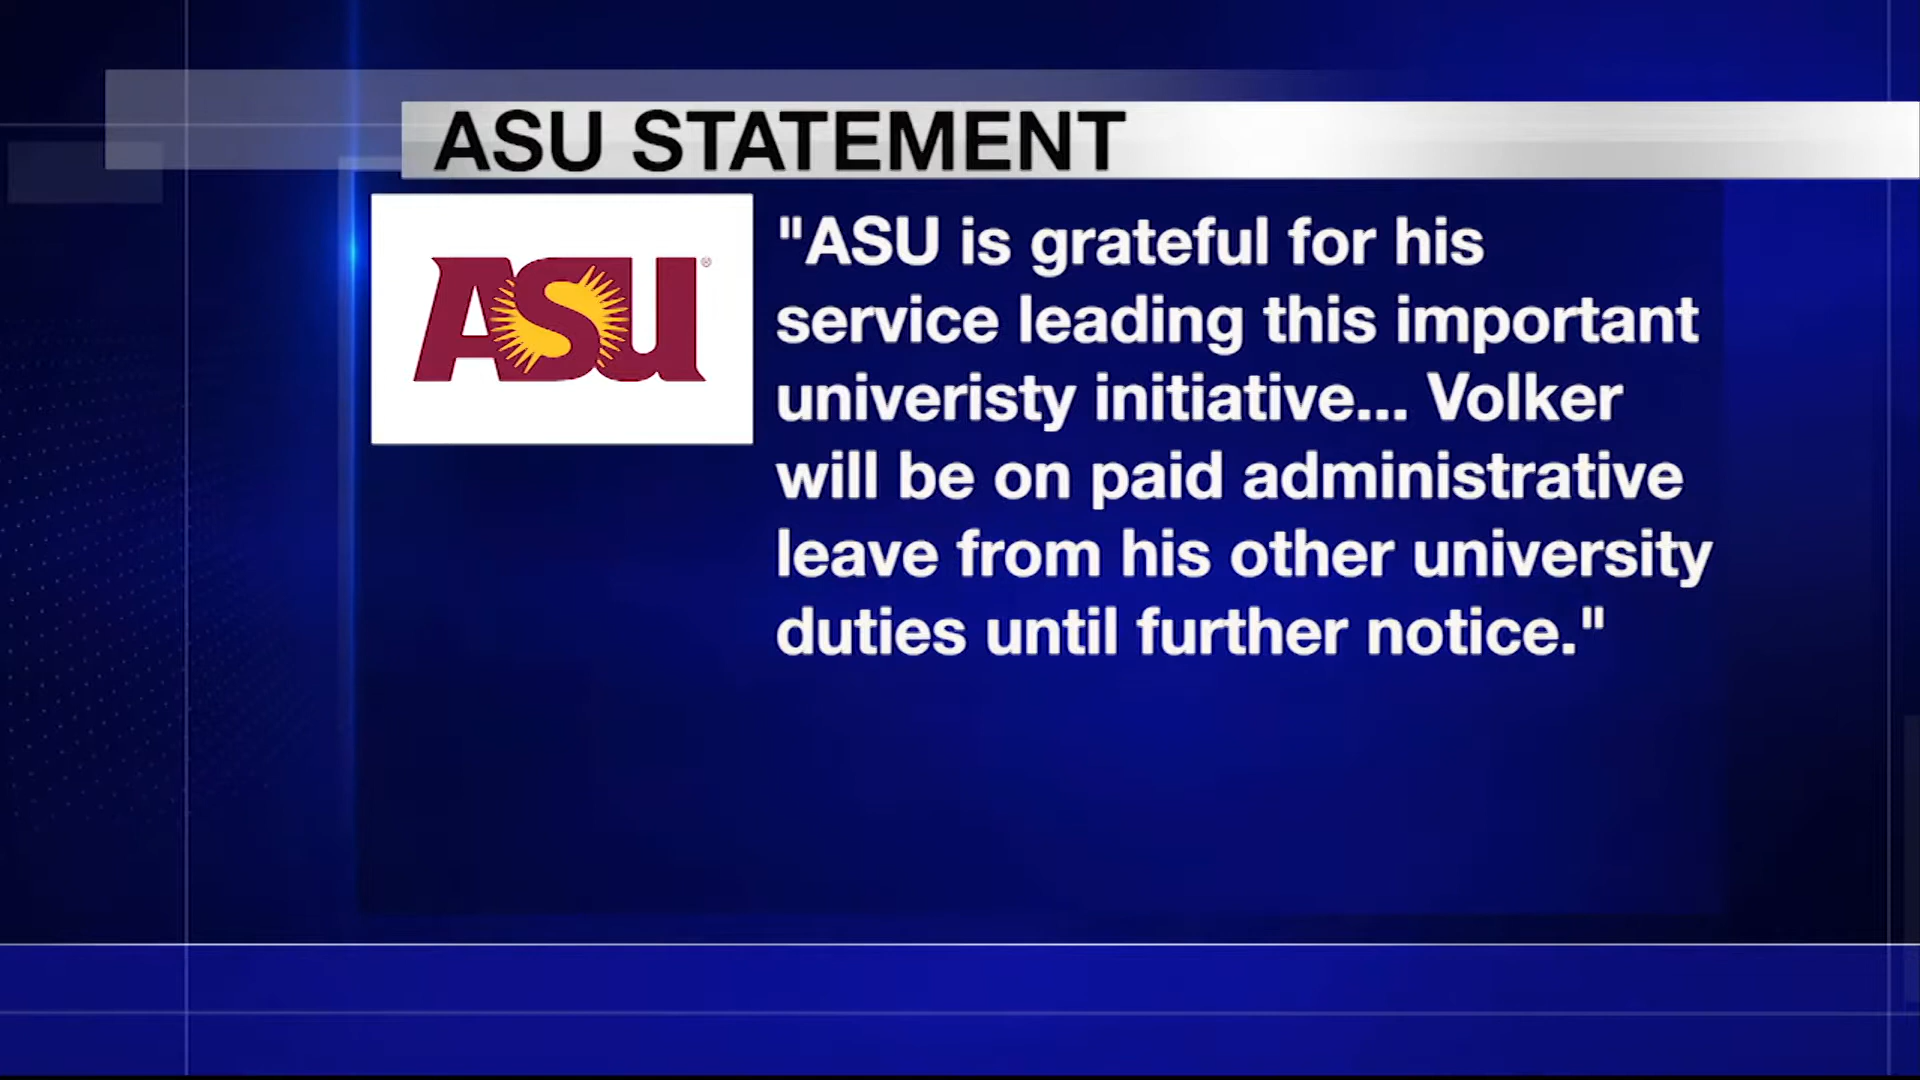 ASU STATEMENT
ASU®
"ASU is grateful for his
service leading this important
univeristy initiative... Volker
will be on paid administrative
leave from his other university
duties until further notice."